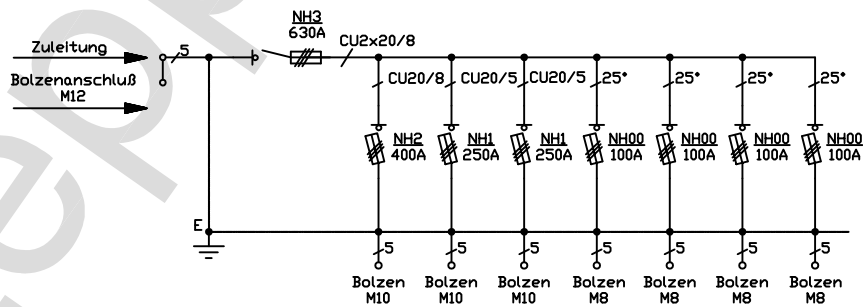 NH3
630A
Zuleitung
5
CU2x20/8
Bolzenanschluß
M12
CU20/8
CU20/5
CU20/5
25°
25°
25°
25°
NH2
400A
NH1
250A
NH1
250A
NH00
100A
NH00
100A
NH00
100A
NH00
100A
E
5
5
5
5
5
5
5
Bolzen
M10
Bolzen
M10
Bolzen
M10
Bolzen
M8
Bolzen
M8
Bolzen
M8
Bolzen
M8